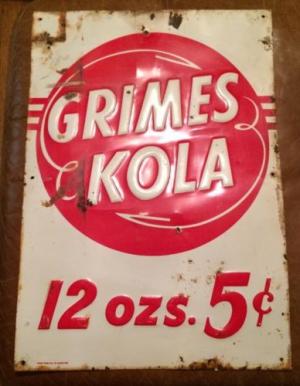 GRIMES
KOLA
12 ozs. 5¢